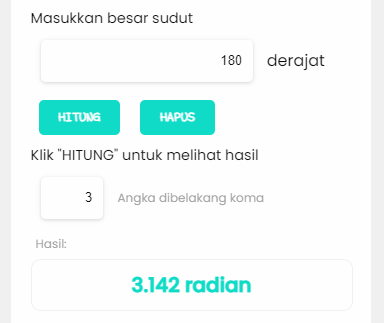 Masukkan besar sudut
180 derajat
HITUNG HAPUS
Klik "HITUNG" untuk melihat hasil
3 Angka dibelakang koma
Hasil:
3.142 radian